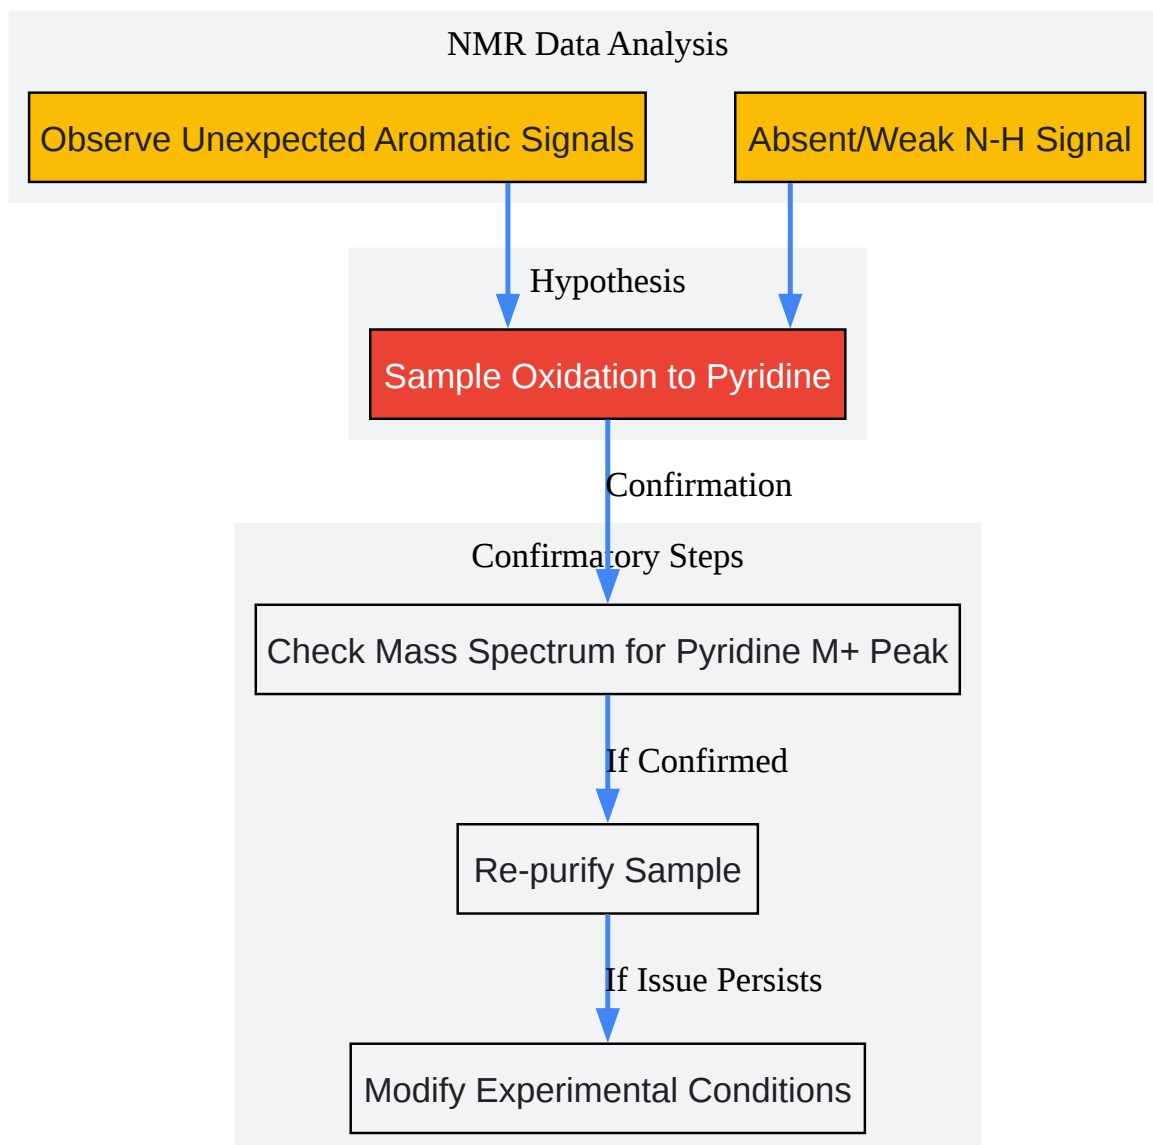 NMR Data Analysis
Observe Unexpected Aromatic Signals
Absent/Weak N-H Signal
Hypothesis
Sample Oxidation to Pyridine
Confirmation
Confirmatory Steps
Check Mass Spectrum for Pyridine M+ Peak
If Confirmed
Re-purify Sample
If Issue Persists
Modify Experimental Conditions